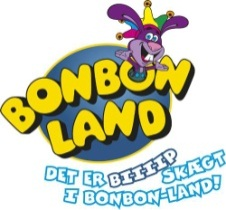 BONBON
LAND
DET ER BIIIIP SKÆGT
I BONBON-LAND!